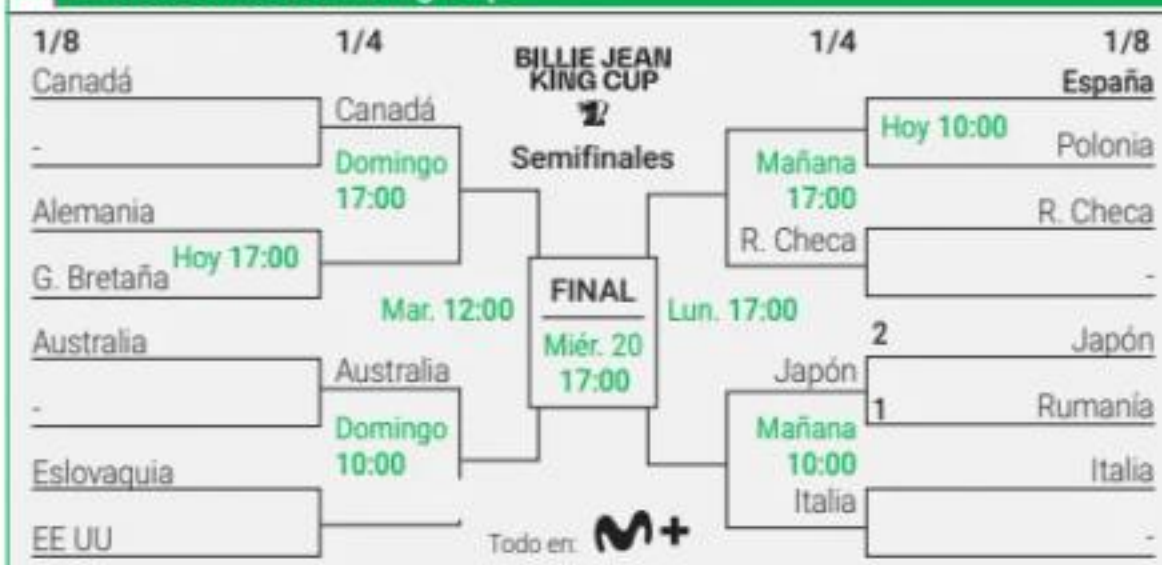 1/8
1/4
BILLIE JEAN
KING CUP
1/4
1/8
Canadá
España
Canadá
Hoy 10:00
-
Polonia
Domingo
17:00
Semifinales
Mañana
17:00
Alemania
R. Checa
Hoy 17:00
R. Checa
G. Bretaña
-
Mar. 12:00
FINAL
Lun. 17:00
Miér. 20
17:00
Australia
2
Japón
Australia
Japón
-
1
Rumanía
Domingo
10:00
Mañana
10:00
Eslovaquia
Italia
Italia
EE UU
-
Todo en: M+